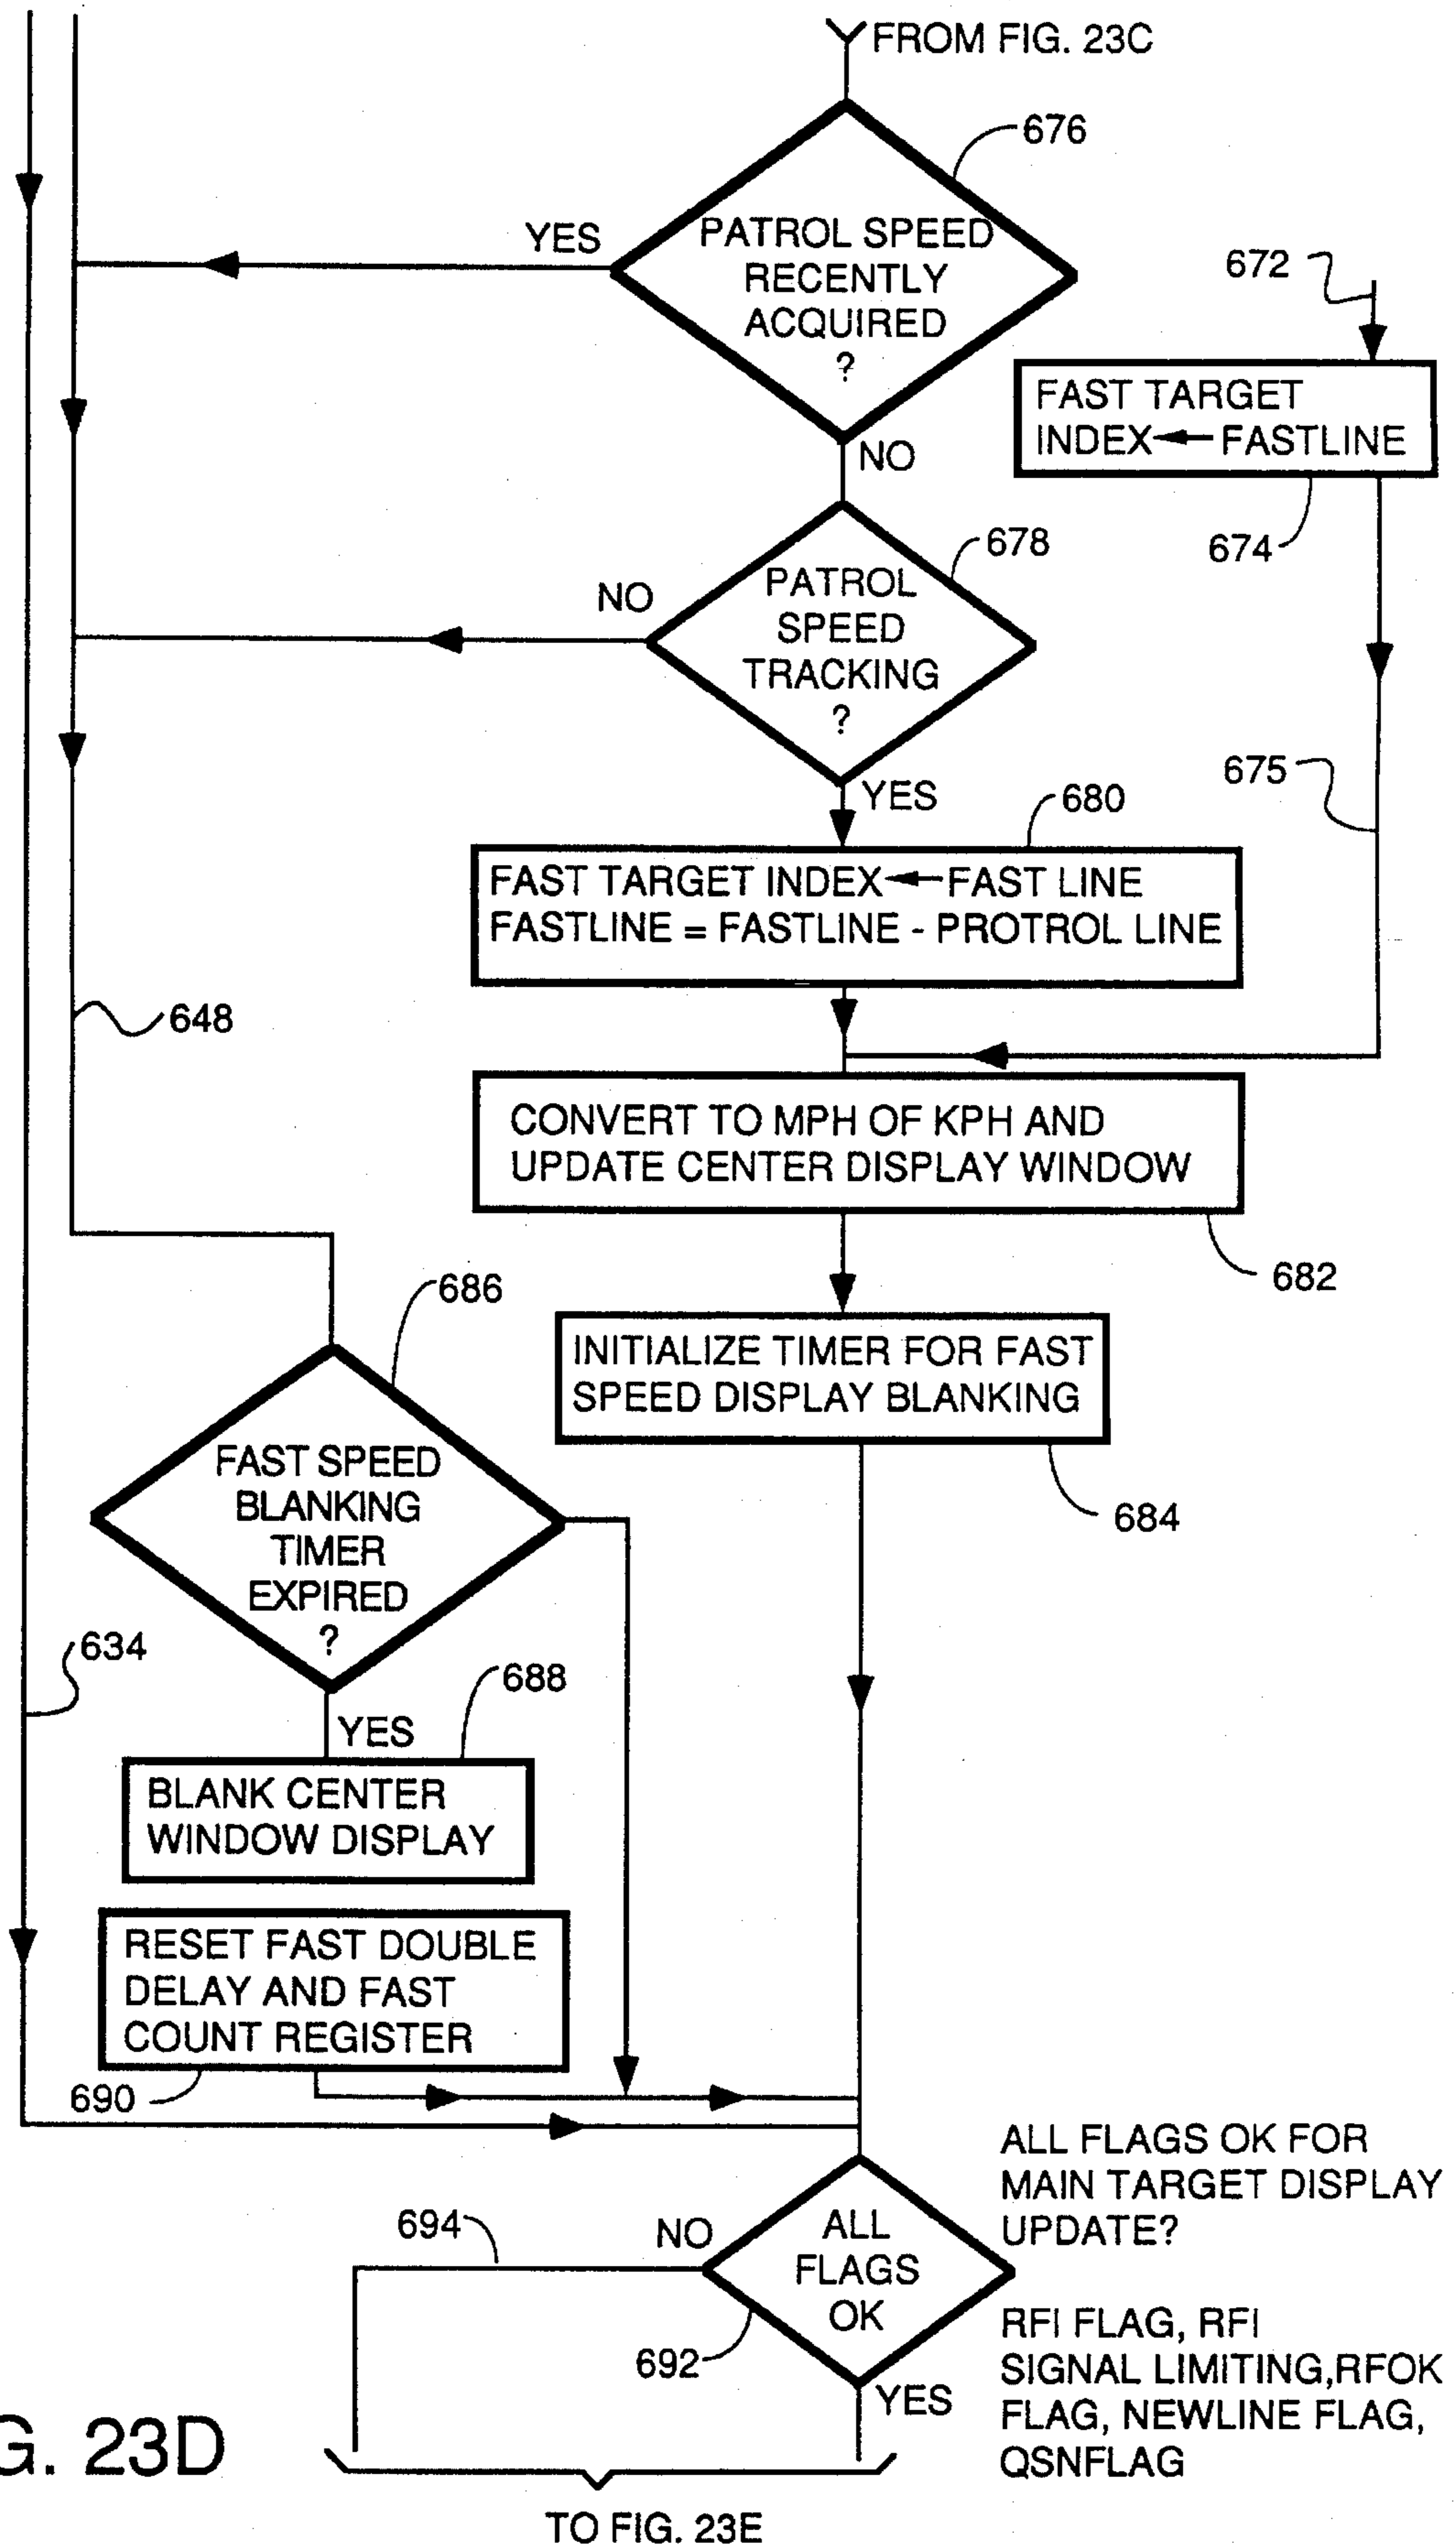 FROM FIG. 23C
676
PATROL SPEED
RECENTLY
ACQUIRED
?
YES
NO
672
FAST TARGET
INDEX←FASTLINE
674
678
PATROL
SPEED
TRACKING
?
NO
YES
675
680
FAST TARGET INDEX←FAST LINE
FASTLINE = FASTLINE - PROTROL LINE
648
CONVERT TO MPH OF KPH AND
UPDATE CENTER DISPLAY WINDOW
682
686
INITIALIZE TIMER FOR FAST
SPEED DISPLAY BLANKING
684
FAST SPEED
BLANKING
TIMER
EXPIRED
?
634
688
YES
BLANK CENTER
WINDOW DISPLAY
RESET FAST DOUBLE
DELAY AND FAST
COUNT REGISTER
690
ALL FLAGS OK FOR
MAIN TARGET DISPLAY
UPDATE?
694
NO
ALL
FLAGS
OK
692
YES
RFI FLAG, RFI
SIGNAL LIMITING,RFOK
FLAG, NEWLINE FLAG,
QSNFLAG
G. 23D
TO FIG. 23E